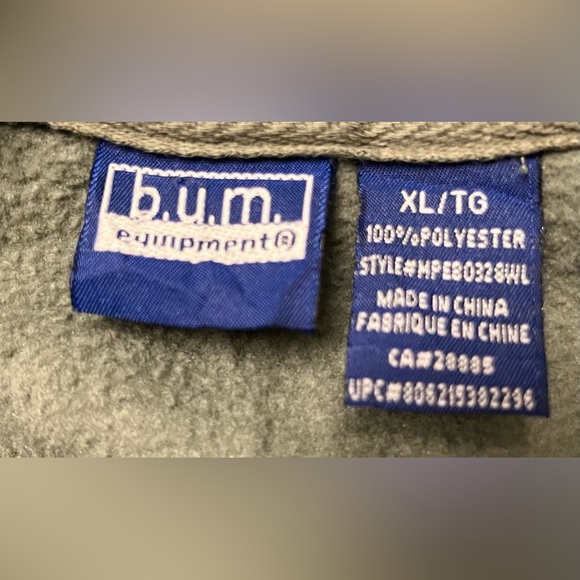 b.u.m.
equipment®
XL/TG
100%POLYESTER
STYLE#MPE80328WL
MADE IN CHINA
FABRIQUE EN CHINE
CA#28885
UPC#806215382296